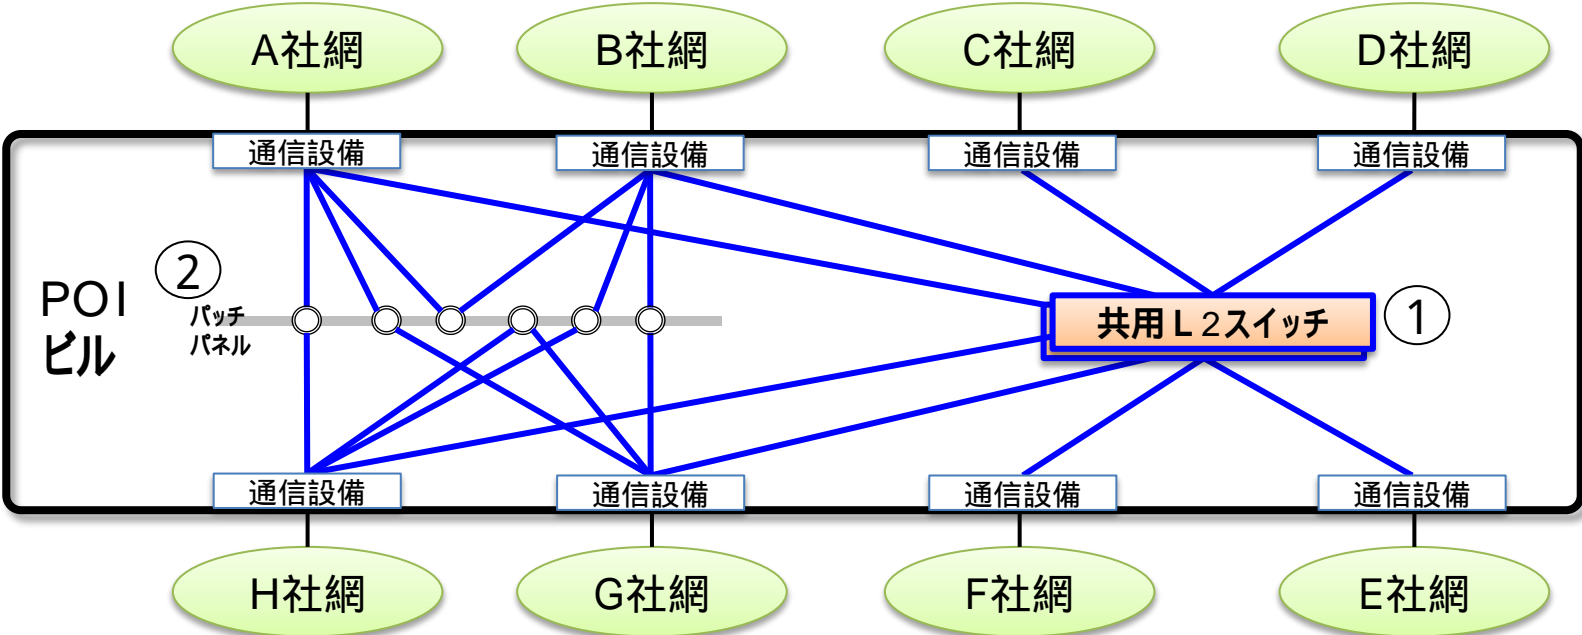 A社網
B社網
C社網
D社網
通信設備
通信設備
通信設備
通信設備
②
POI
ビル
パッチ
パネル
共用L2スイッチ
①
通信設備
通信設備
通信設備
通信設備
H社網
G社網
F社網
E社網